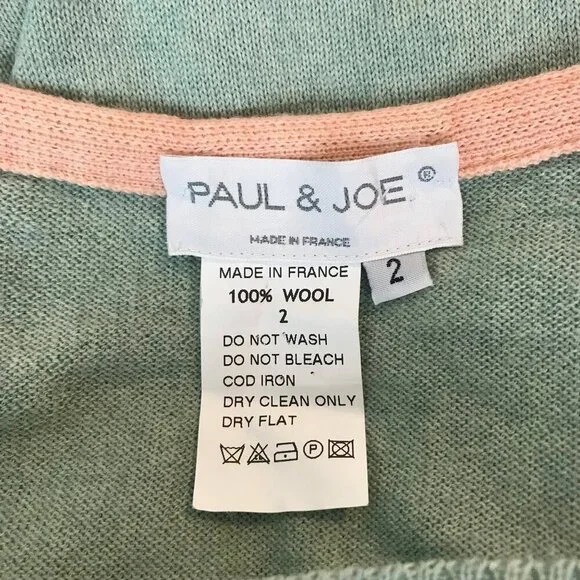 PAUL & JOE®
MADE IN FRANCE
2
MADE IN FRANCE
100% WOOL
2
DO NOT WASH
DO NOT BLEACH
COD IRON
DRY CLEAN ONLY
DRY FLAT
P